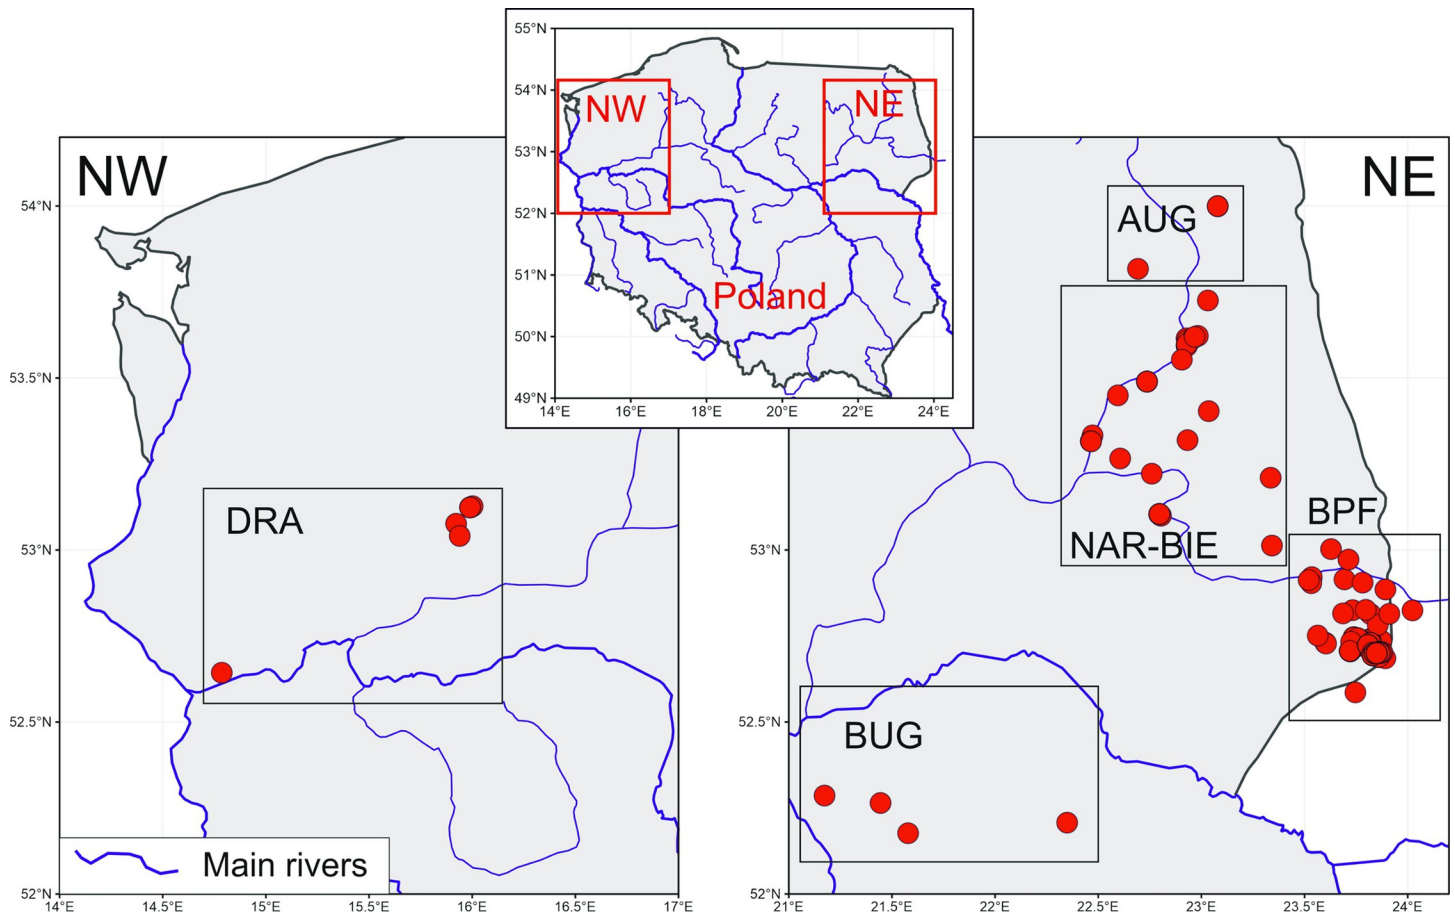 55°N
54°N
53°N
52°N
51°N
50°N
49°N
14°E 16°E 18°E 20°E 22°E 24°E
NW
NE
Poland
NW
54°N
53.5°N
53°N
52.5°N
52°N
DRA
Main rivers
14°E 14.5°E 15°E 15.5°E 16°E 16.5°E 17°E
NE
AUG
NAR-BIE
BPF
BUG
53°N
52.5°N
52°N
21°E 21.5°E 22°E 22.5°E 23°E 23.5°E 24°E